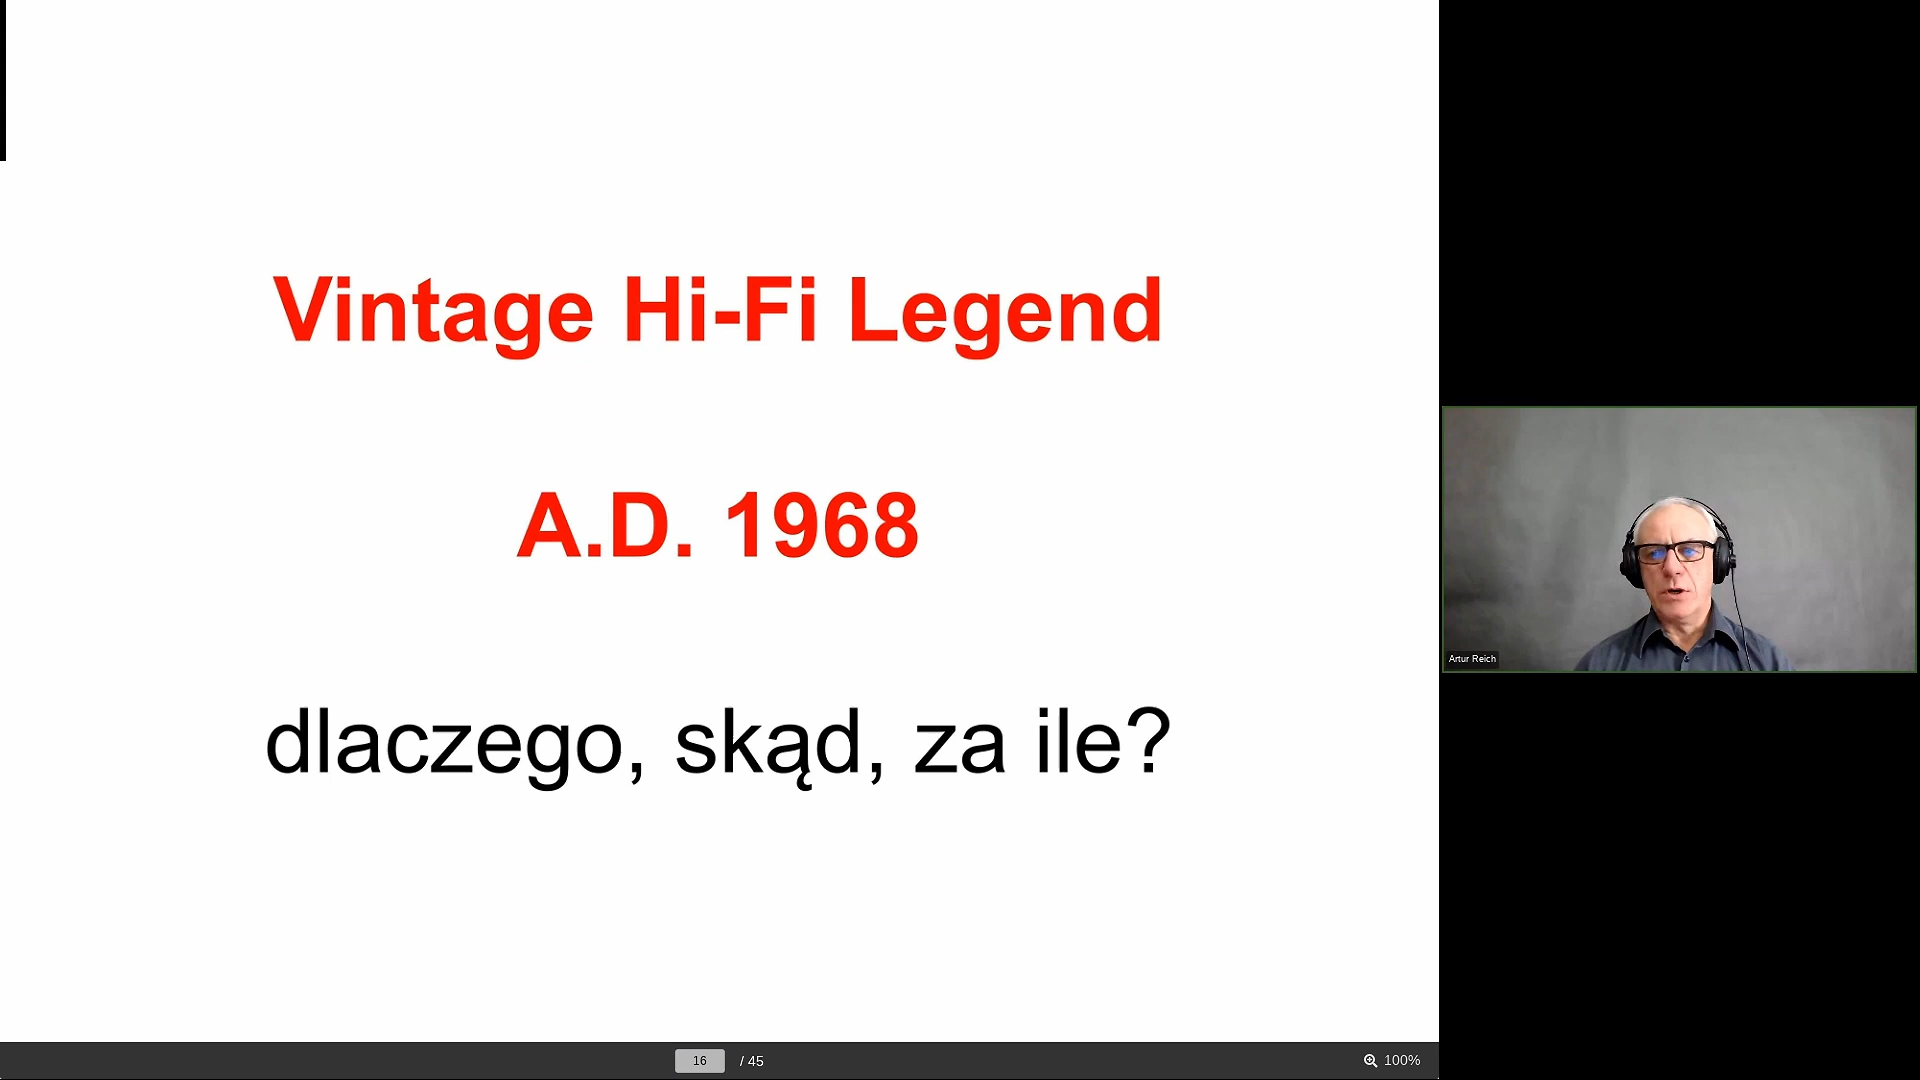 Vintage Hi-Fi Legend
A.D. 1968
dlaczego, skąd, za ile?
Artur Reich
16 / 45
100%